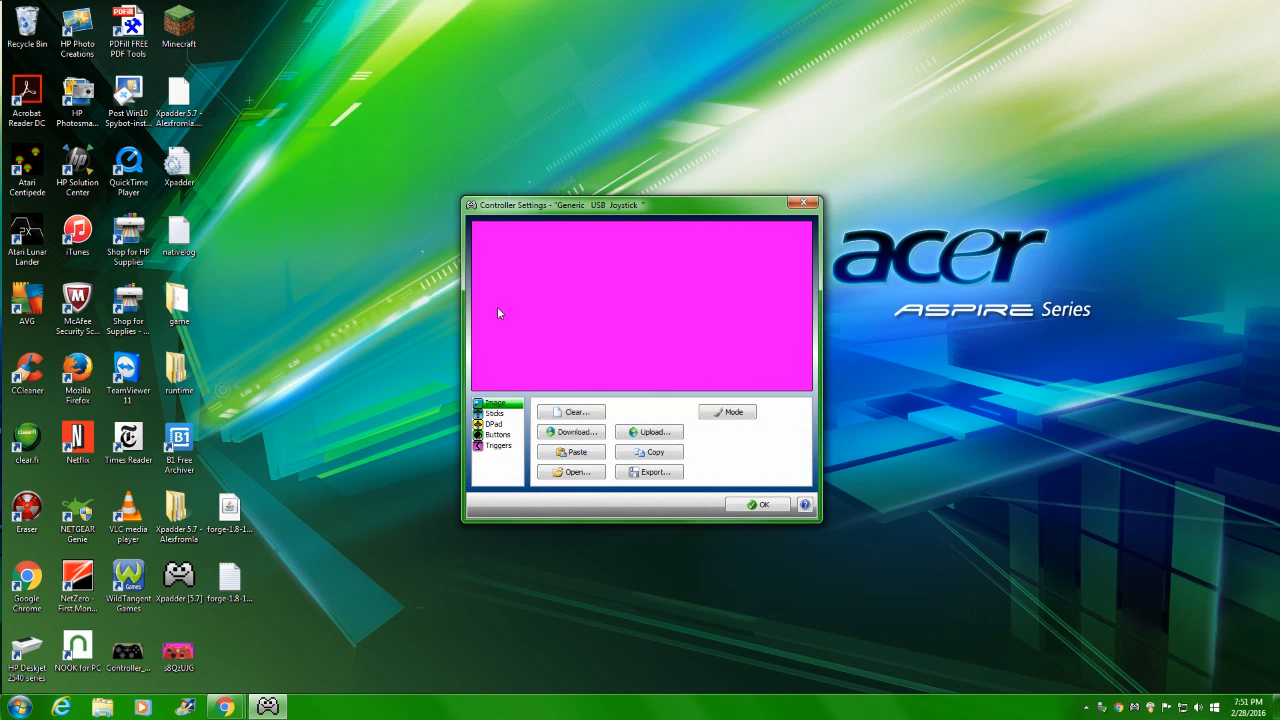 Recycle Bin
HP Photo
Creations
PDFill
PDFill FREE
PDF Tools
Minecraft
Acrobat
Reader DC
HP
Photosma...
Post Win10
Spybot-inst...
Xpadder 5.7 -
Alexfromla....
Atari
Centipede
HP Solution
Center
QuickTime
Player
Xpadder
Atari Lunar
Lander
iTunes
Shop for HP
Supplies
nativelog
AVG
McAfee
Security Sc...
Shop for
Supplies - ...
game
CCleaner
Mozilla
Firefox
TeamViewer
11
runtime
clear.fi
Netflix
Times Reader
B1
B1 Free
Archiver
Eraser
NETGEAR
Genie
VLC media
player
Xpadder 5.7 -
Alexfromla
forge-1.8-1...
Google
Chrome
NetZero -
First Mon...
Games
WildTangent
Games
Xpadder [5.7]
forge-1.8-1...
HP Deskjet
2540 series
NOOK for PC
Controller_...
s8QzUJG
Controller Settings - "Generic USB Joystick "
Image
Sticks
DPad
Buttons
Triggers
Clear...
Mode
Download...
Upload...
Paste
Copy
Open...
Export...
OK
acer
ASPIRE Series
7:51 PM
2/28/2016